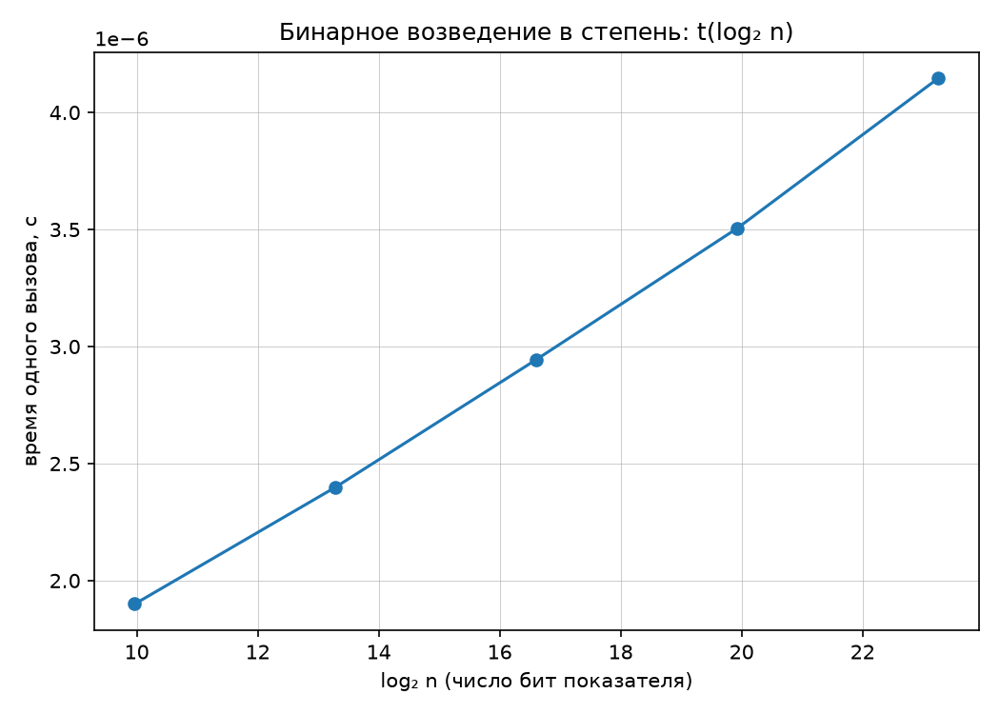 Бинарное возведение в степень: t(log₂ n)
1e−6
4.0
3.5
3.0
2.5
2.0
время одного вызова, с
10 12 14 16 18 20 22
log₂ n (число бит показателя)